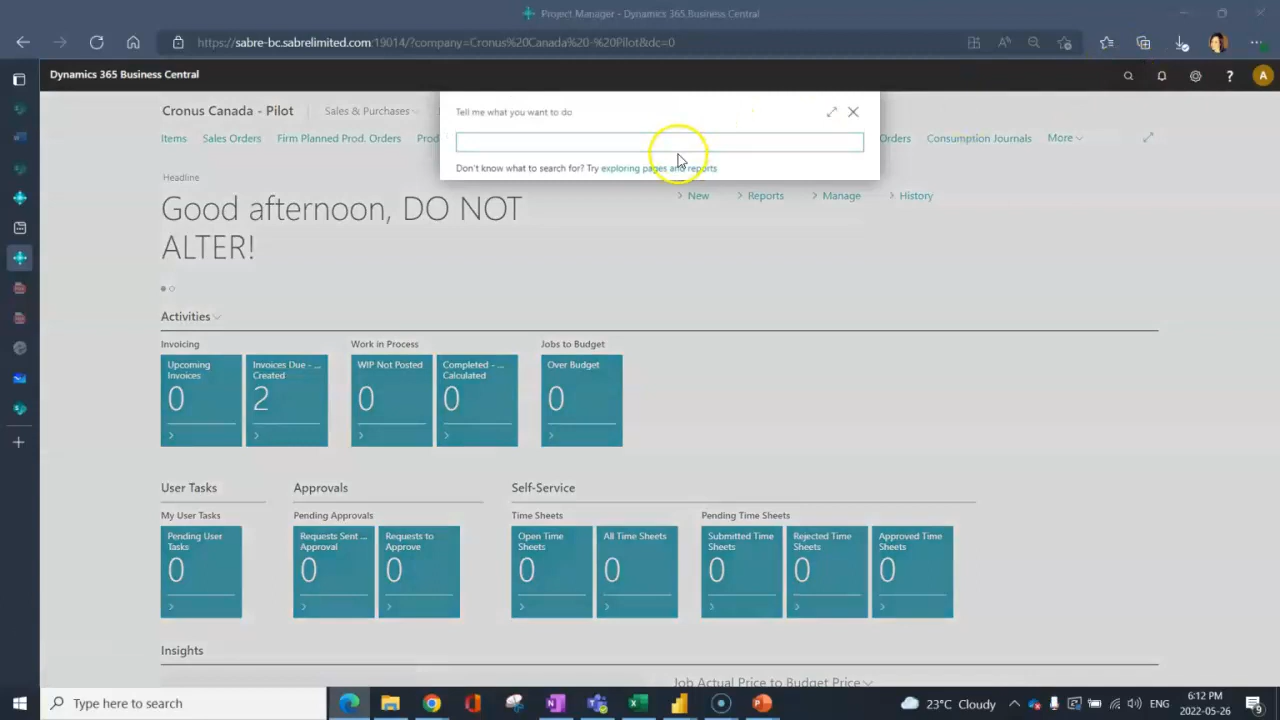 Project Manager - Dynamics 365 Business Central
https://sabre-bc.sabrelimited.com:19014/?company=Cronus%20Canada%20-%20Pilot&dc=0
Dynamics 365 Business Central
A
Cronus Canada - Pilot
Sales & Purchases
Tell me what you want to do
Items
Sales Orders
Firm Planned Prod. Orders
Prod
Orders
Consumption Journals
More
Don't know what to search for? Try exploring pages and reports
Headline
New
Reports
Manage
History
Good afternoon, DO NOT
ALTER!
Activities
Invoicing
Work in Process
Jobs to Budget
Upcoming Invoices
0
Invoices Due - ... Created
2
WIP Not Posted
0
Completed - ... Calculated
0
Over Budget
0
User Tasks
Approvals
Self-Service
My User Tasks
Pending Approvals
Time Sheets
Pending Time Sheets
Pending User Tasks
0
Requests Sent ... Approval
0
Requests to Approve
0
Open Time Sheets
0
All Time Sheets
0
Submitted Time Sheets
0
Rejected Time Sheets
0
Approved Time Sheets
0
Insights
Job Actual Price to Budget Price
Type here to search
23°C Cloudy
ENG
6:12 PM
2022-05-26
9